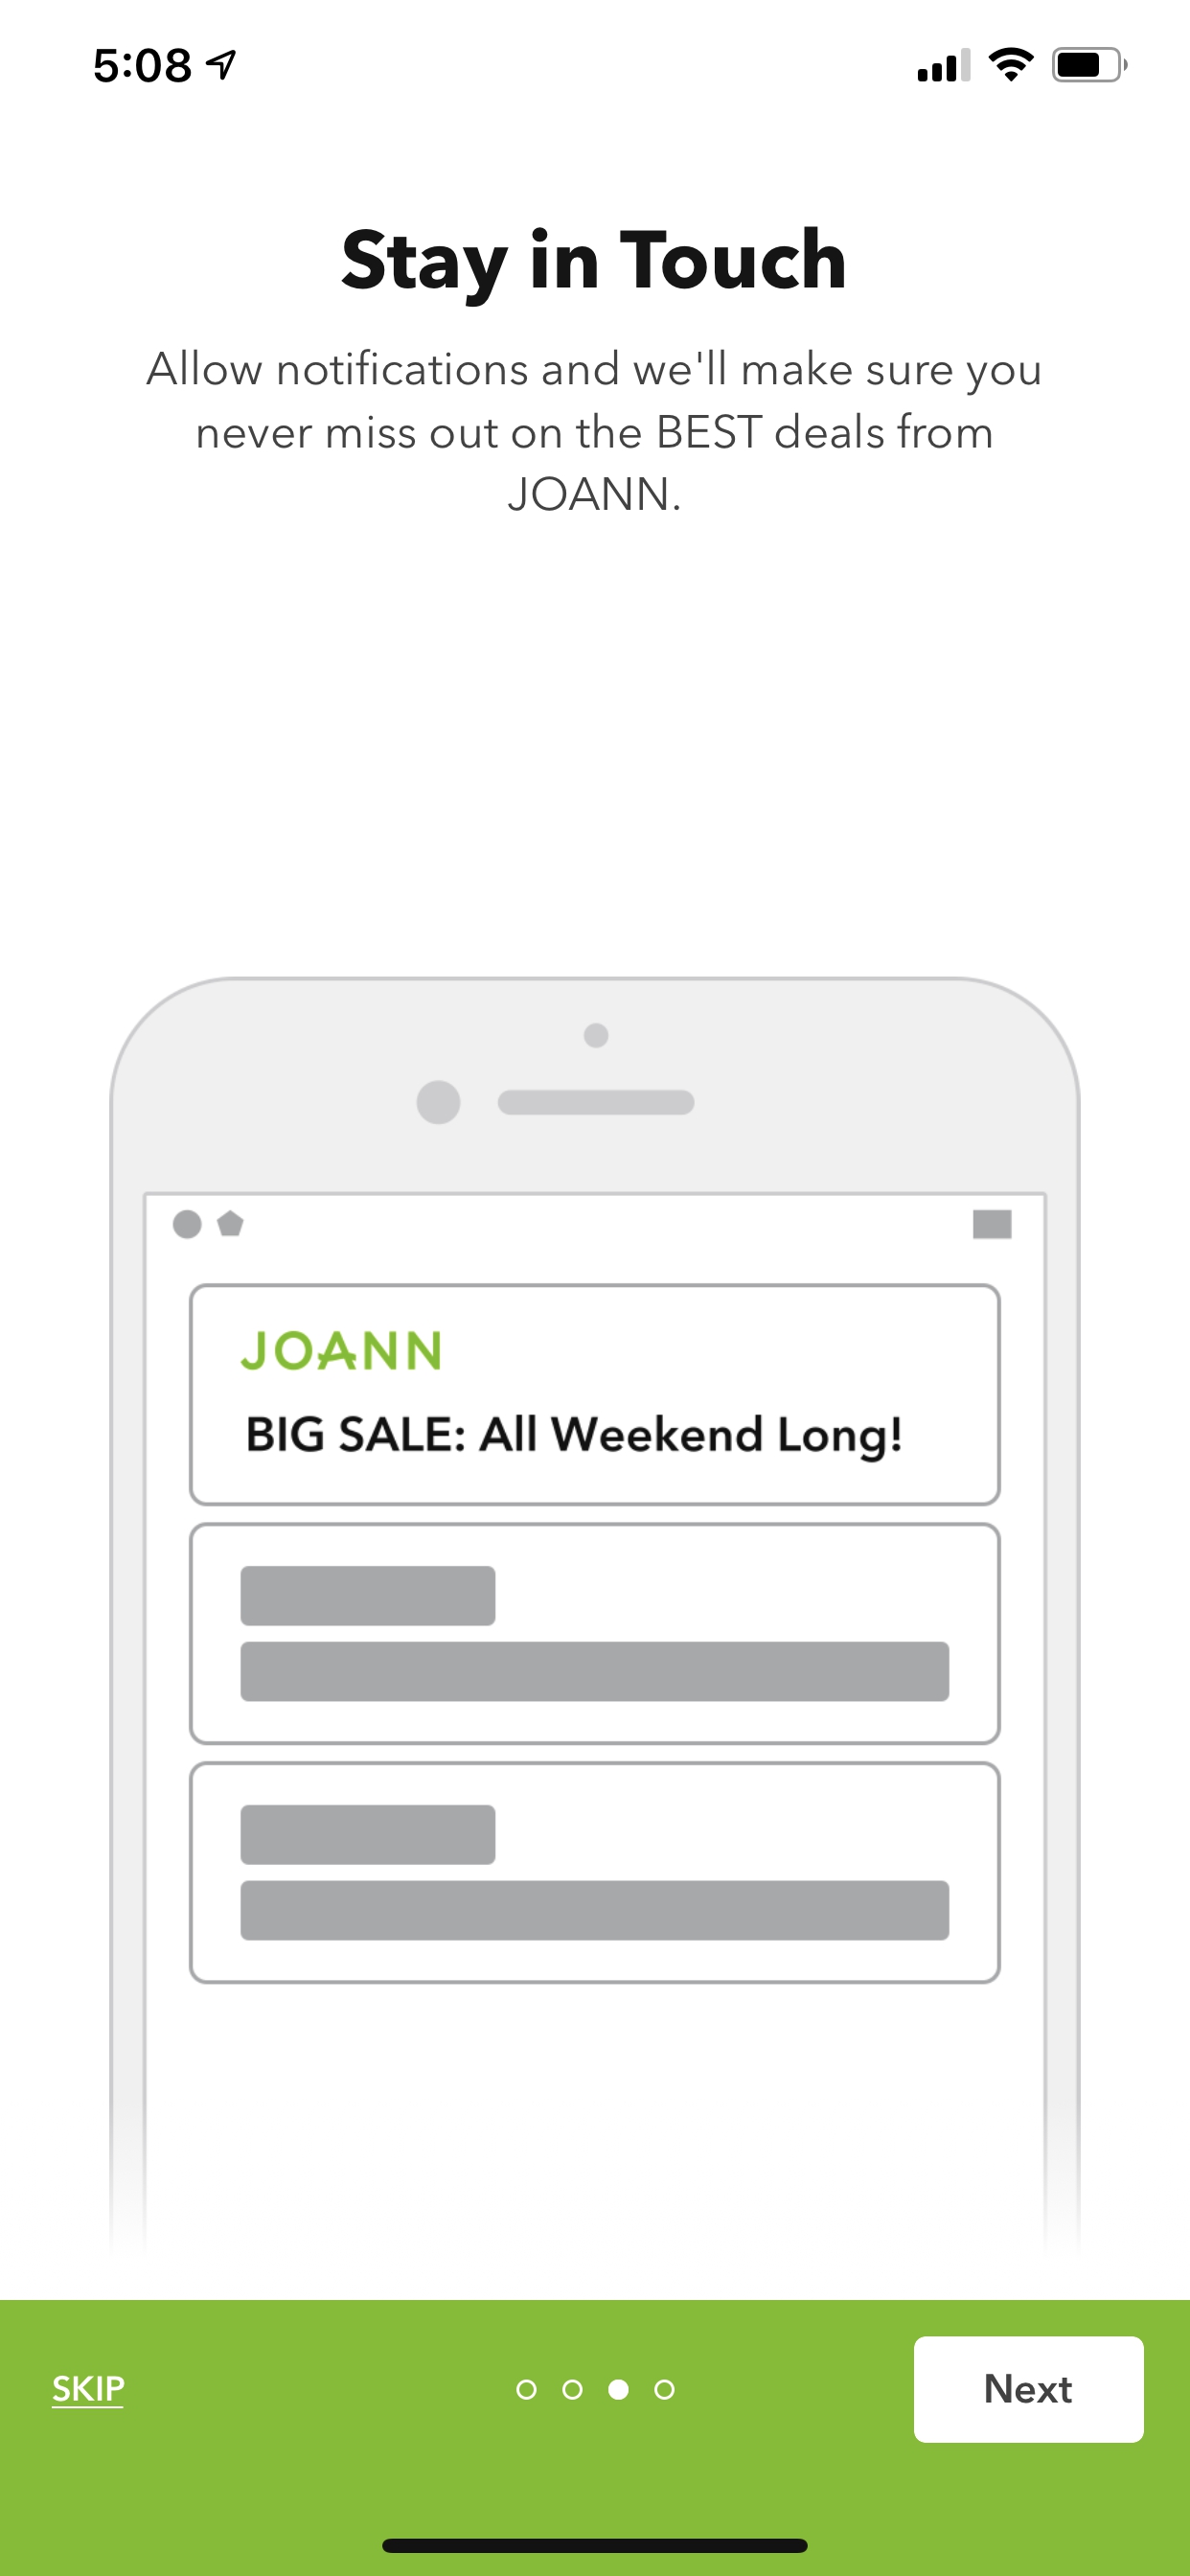 5:08
Stay in Touch
Allow notifications and we'll make sure you
never miss out on the BEST deals from
JOANN.
JOANN
BIG SALE: All Weekend Long!
SKIP
Next